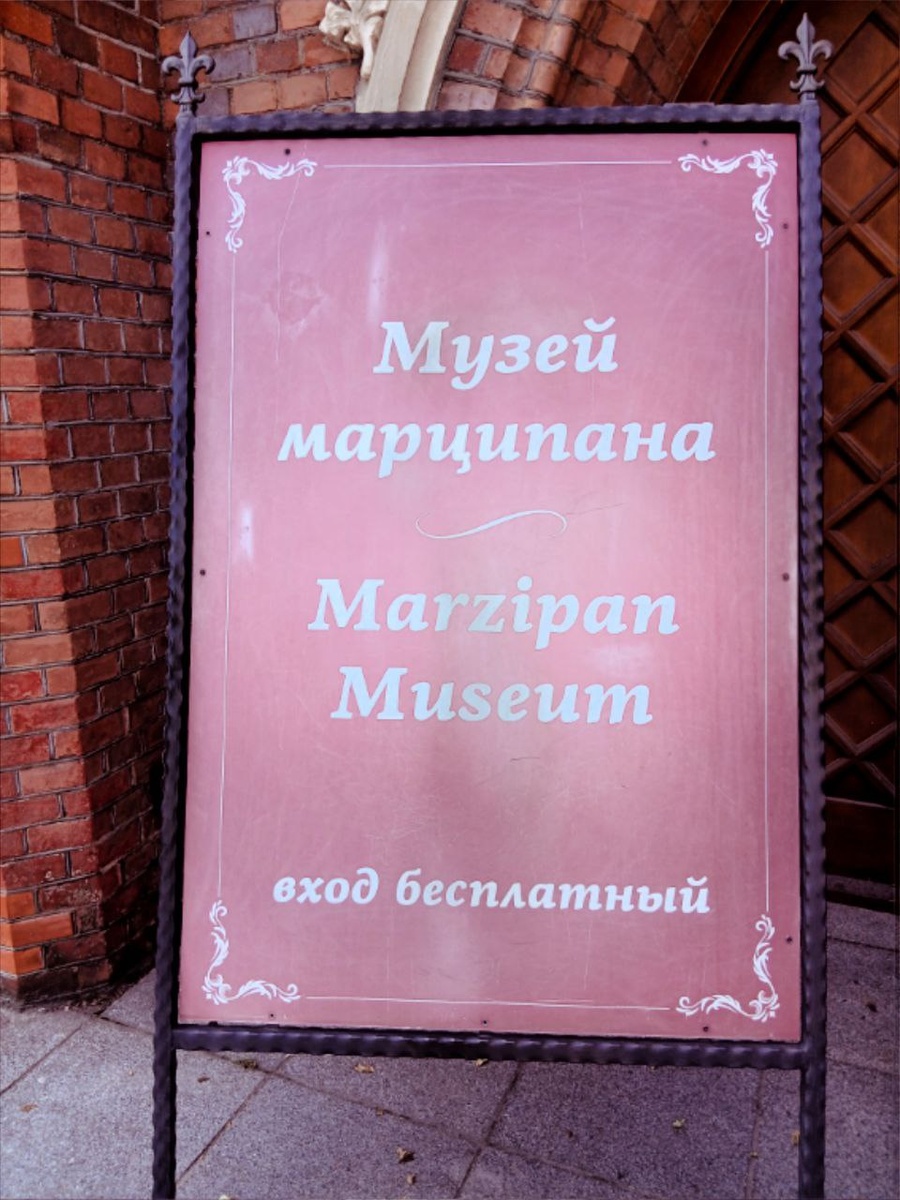 Музей
марципана
Marzipan
Museum
вход бесплатный